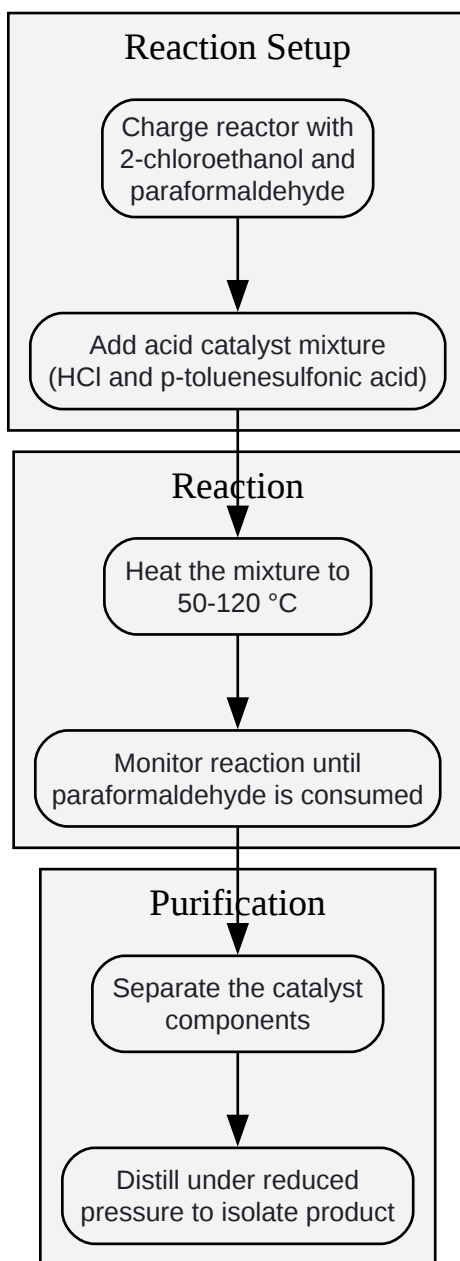 Reaction Setup
Charge reactor with
2-chloroethanol and
paraformaldehyde
Add acid catalyst mixture
(HCl and p-toluenesulfonic acid)
Reaction
Heat the mixture to
50-120 °C
Monitor reaction until
paraformaldehyde is consumed
Purification
Separate the catalyst
components
Distill under reduced
pressure to isolate product